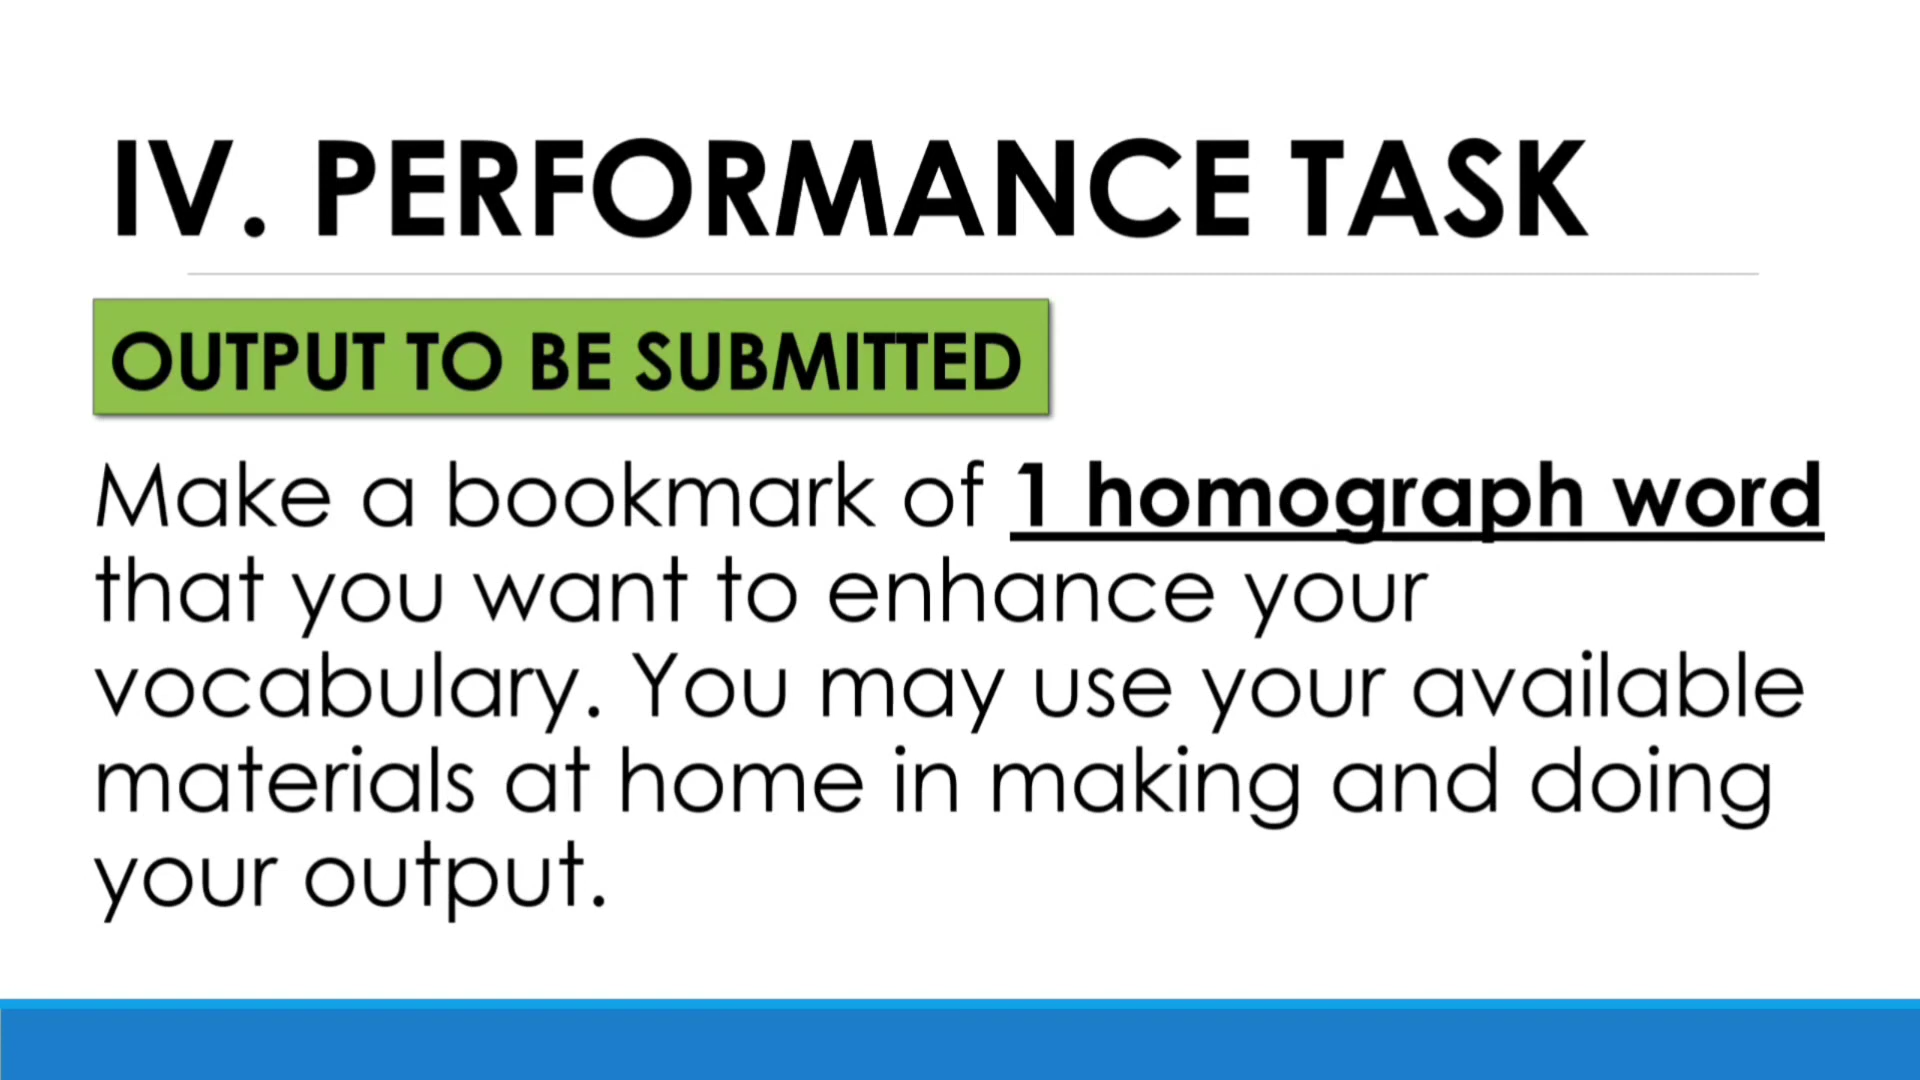 IV. PERFORMANCE TASK
OUTPUT TO BE SUBMITTED
Make a bookmark of 1 homograph word
that you want to enhance your
vocabulary. You may use your available
materials at home in making and doing
your output.